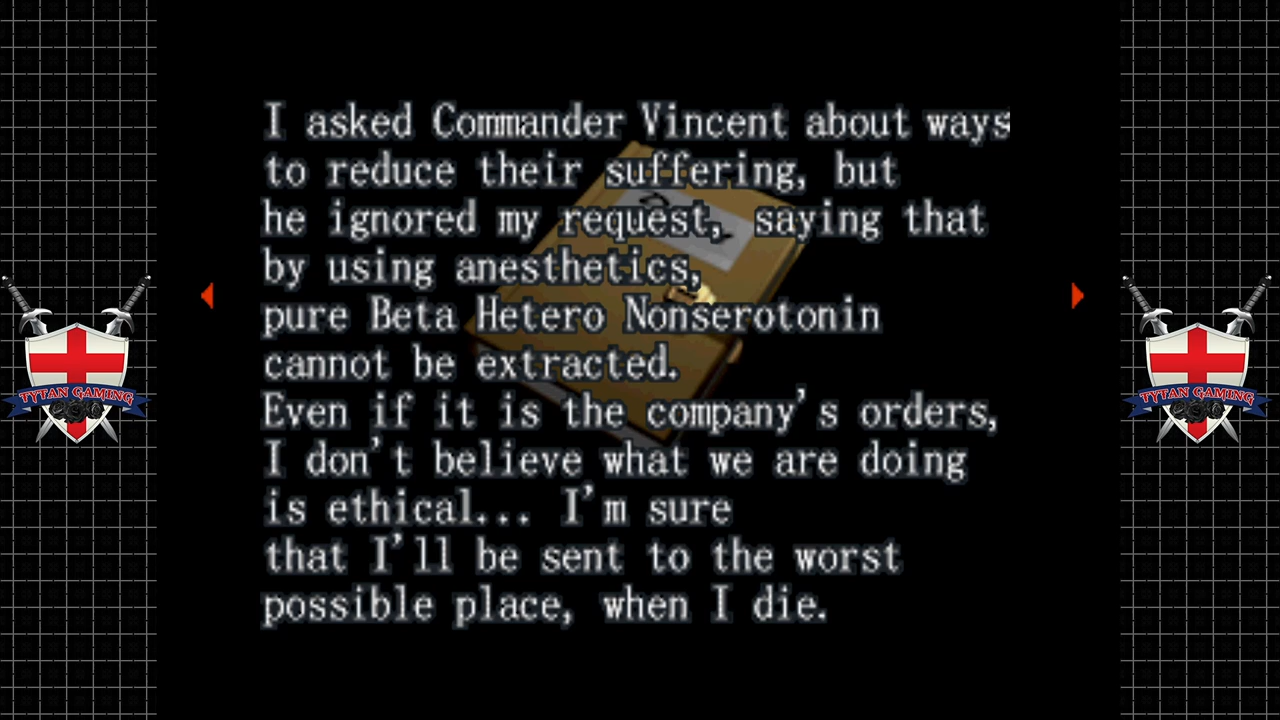 I asked Commander Vincent about ways
to reduce their suffering, but
he ignored my request, saying that
by using anesthetics,
pure Beta Hetero Nonserotonin
cannot be extracted.
Even if it is the company's orders,
I don't believe what we are doing
is ethical... I'm sure
that I'll be sent to the worst
possible place, when I die.
TYTAN GAMING
TYTAN GAMING